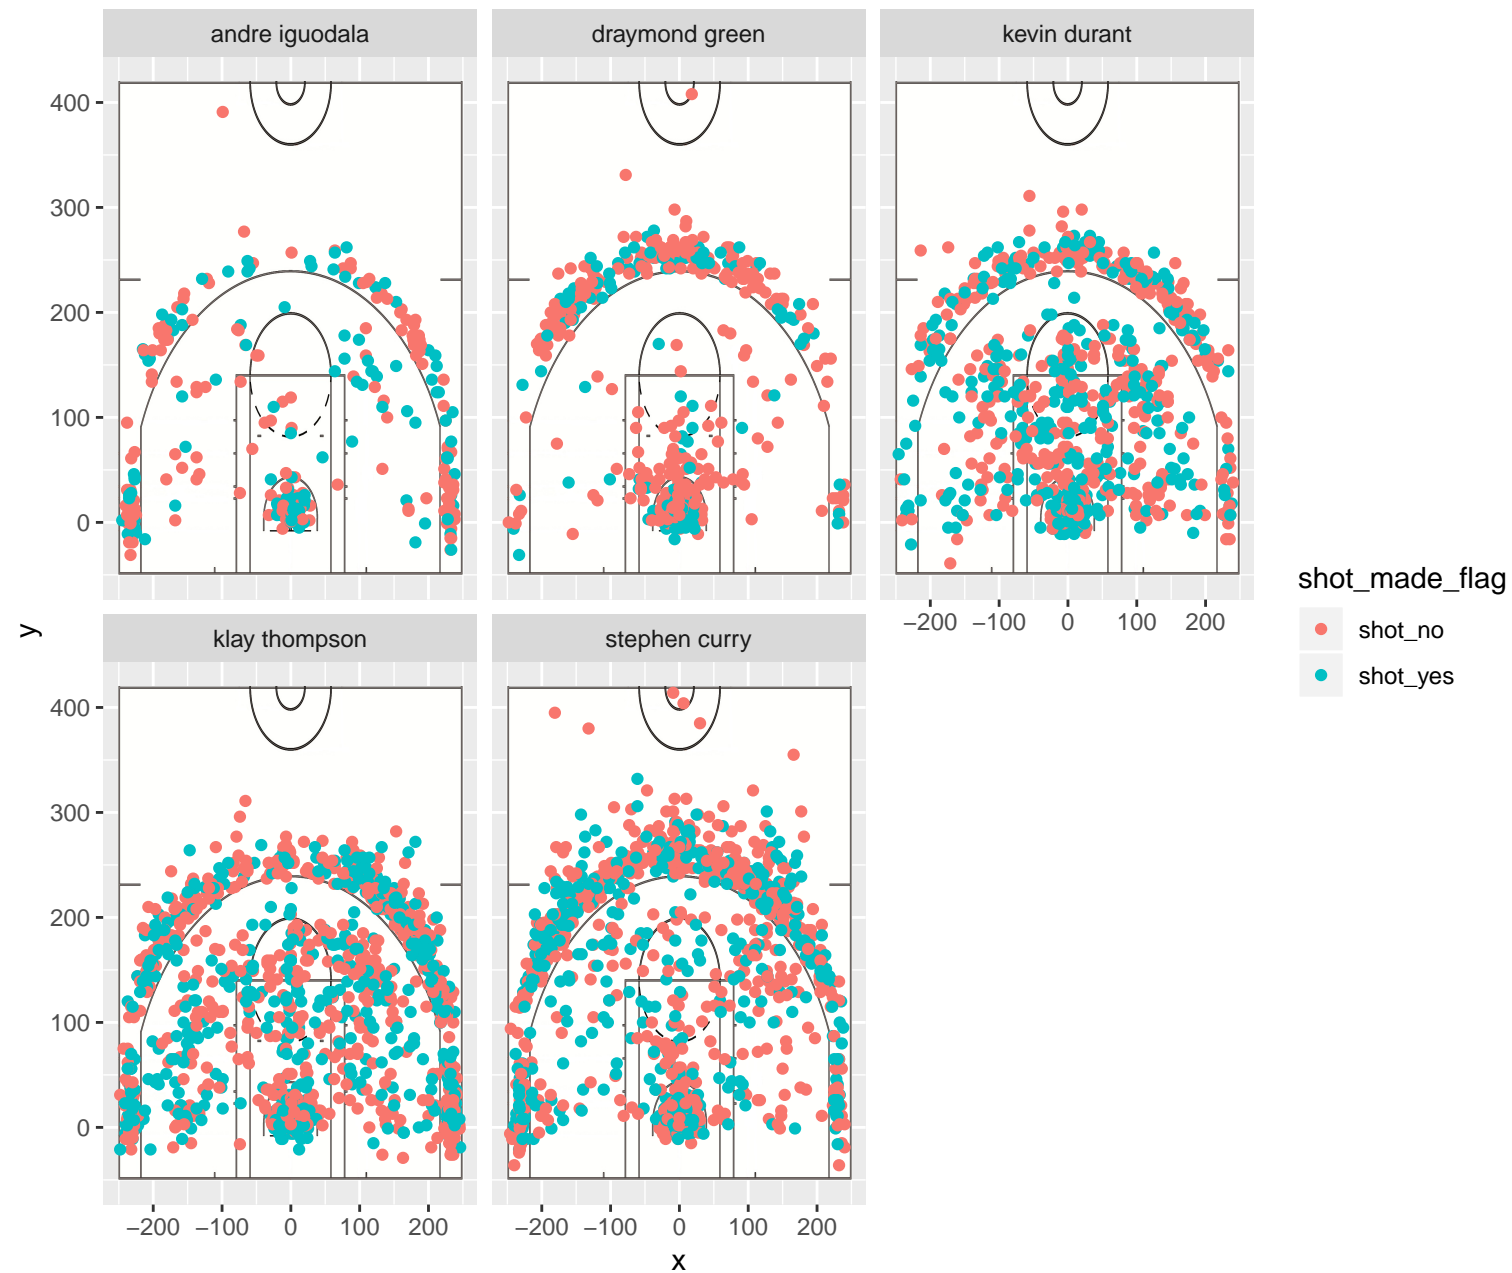 andre iguodala
draymond green
kevin durant
400
300
200
100
0
−200 −100 0 100 200
y
klay thompson
stephen curry
400
300
200
100
0
−200 −100 0 100 200
−200 −100 0 100 200
x
shot_made_flag
shot_no
shot_yes